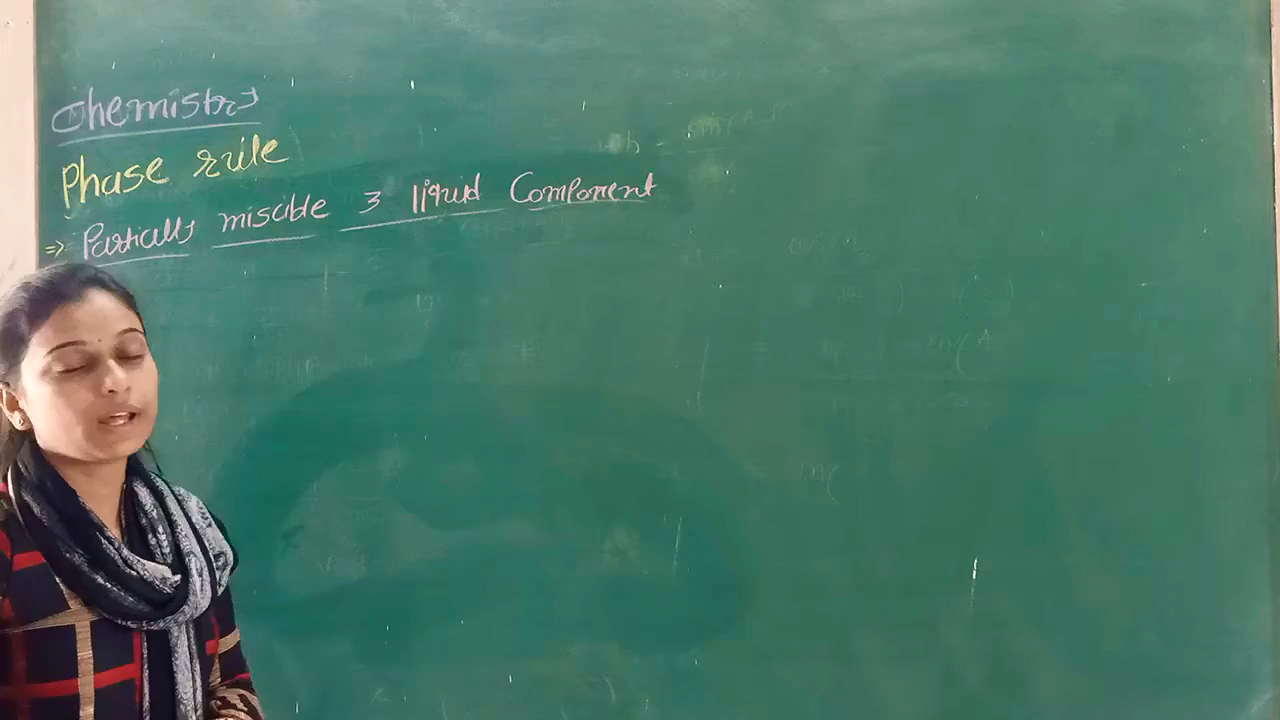 Chemistry
Phase rule
⇒ Partially miscible 3 liquid Component